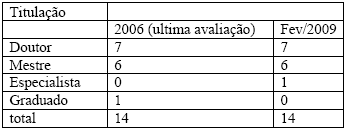 Titulação
2006 (ultima avaliação) Fev/2009
Doutor 7 7
Mestre 6 6
Especialista 0 1
Graduado 1 0
total 14 14